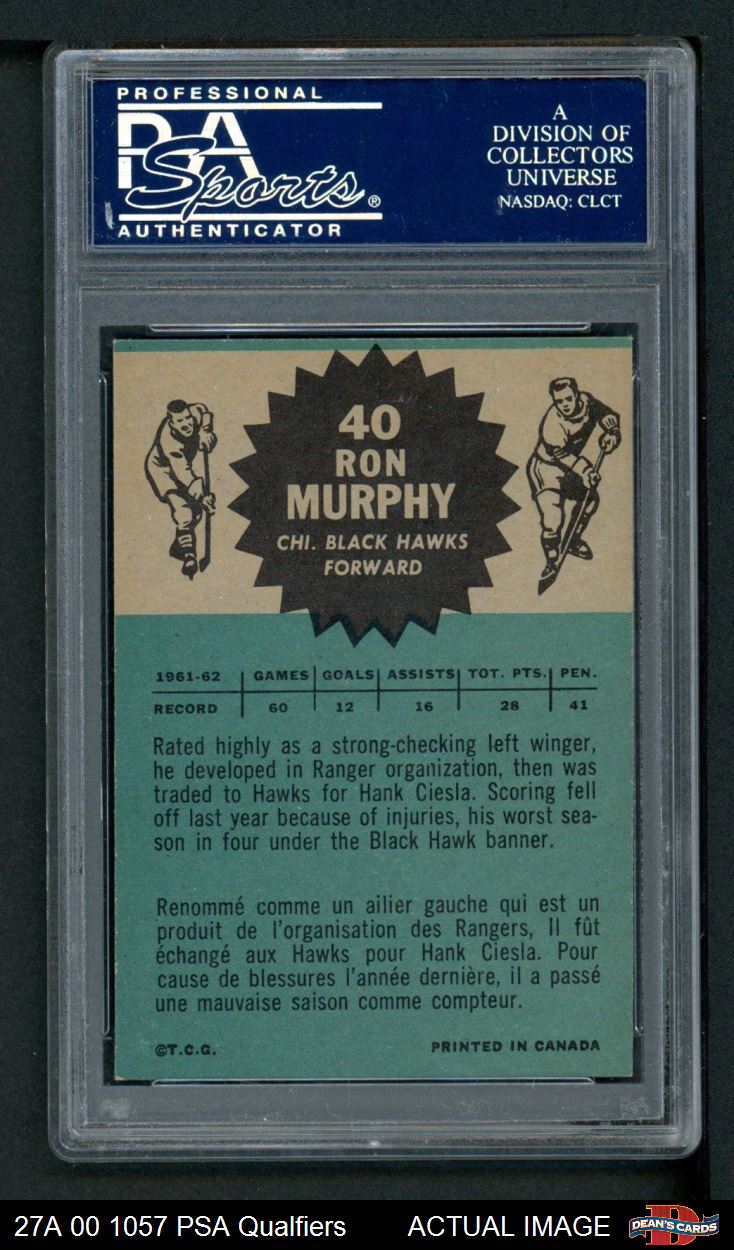 PROFESSIONAL
PSA
Sports®
AUTHENTICATOR
A
DIVISION OF
COLLECTORS
UNIVERSE
NASDAQ: CLCT
40
RON
MURPHY
CHI. BLACK HAWKS
FORWARD
1961-62 GAMES GOALS ASSISTS TOT. PTS. PEN.
RECORD 60 12 16 28 41
Rated highly as a strong-checking left winger,
he developed in Ranger organization, then was
traded to Hawks for Hank Ciesla. Scoring fell
off last year because of injuries, his worst sea-
son in four under the Black Hawk banner.
Renommé comme un ailier gauche qui est un
produit de l'organisation des Rangers, Il fût
échangé aux Hawks pour Hank Ciesla. Pour
cause de blessures l'année dernière, il a passé
une mauvaise saison comme compteur.
©T.C.G. PRINTED IN CANADA
27A 00 1057 PSA Qualfiers ACTUAL IMAGE DEAN'S CARDS